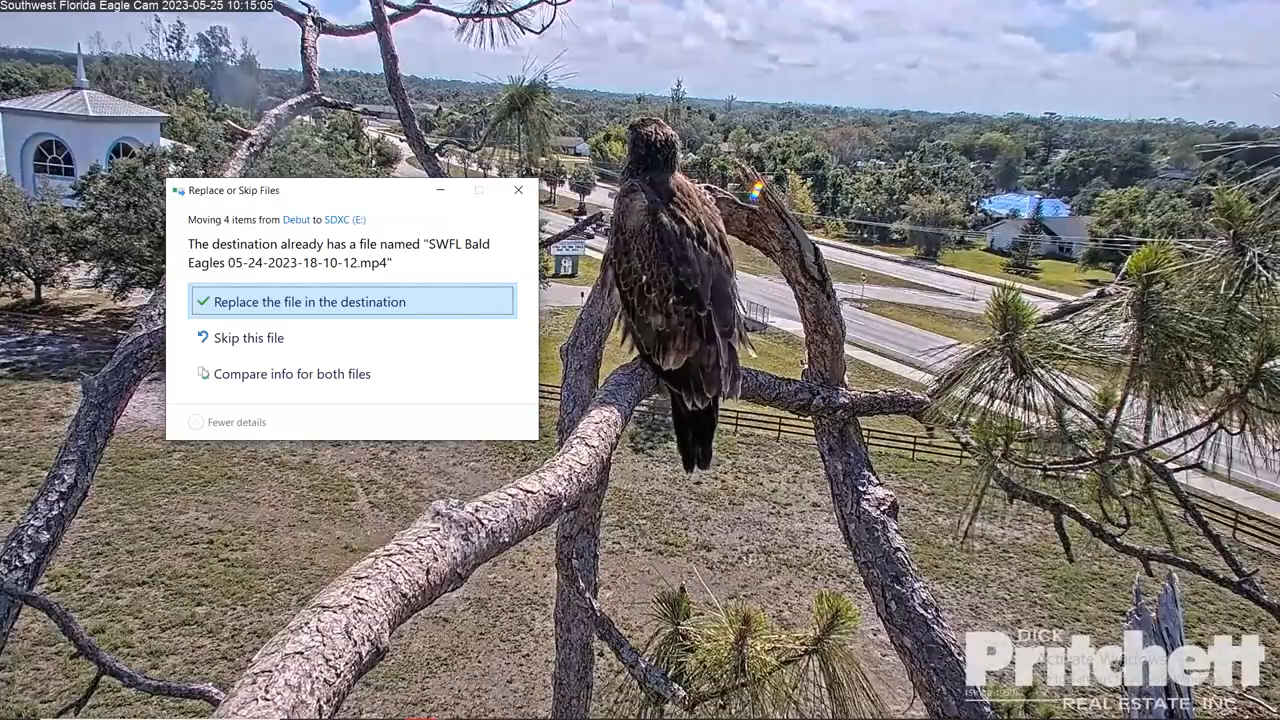 Southwest Florida Eagle Cam 2023-05-25 10:15:05
Replace or Skip Files
Moving 4 items from Debut to SDXC (E:)
The destination already has a file named "SWFL Bald
Eagles 05-24-2023-18-10-12.mp4"
Replace the file in the destination
Skip this file
Compare info for both files
Fewer details
DICK
Pritchett
REAL ESTATE, INC